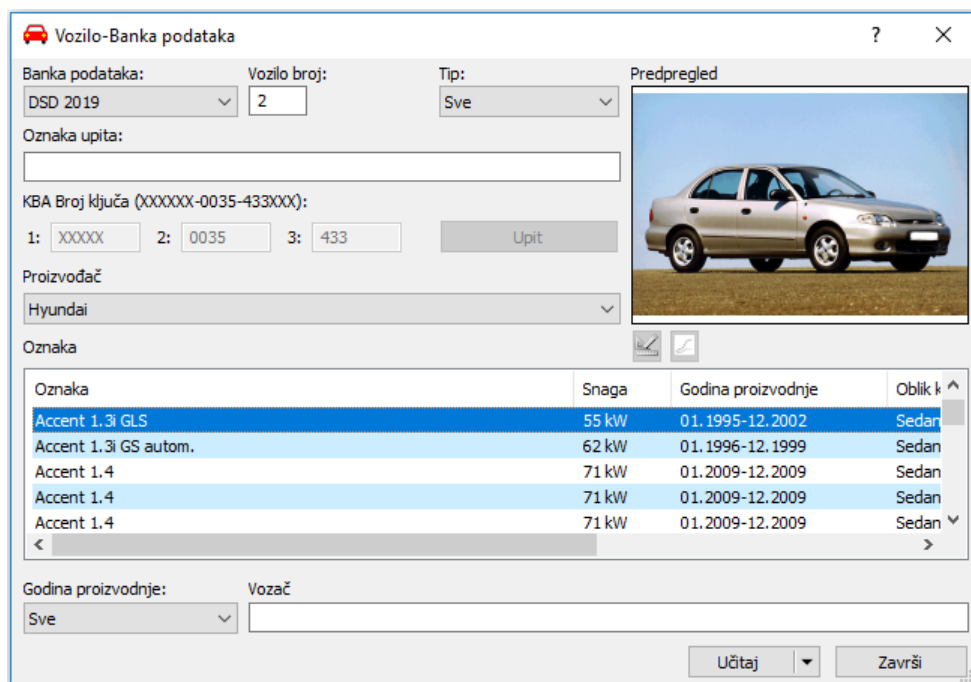 Vozilo-Banka podataka
Banka podataka: Vozilo broj: Tip: Predpregled
DSD 2019 2 Sve
Oznaka upita:
KBA Broj ključa (XXXXXX-0035-433XXX):
1: XXXXX 2: 0035 3: 433 Upit
Proizvođač
Hyundai
Oznaka
Oznaka Snaga Godina proizvodnje Oblik k
Accent 1.3i GLS 55 kW 01.1995-12.2002 Sedan
Accent 1.3i GS autom. 62 kW 01.1996-12.1999 Sedan
Accent 1.4 71 kW 01.2009-12.2009 Sedan
Accent 1.4 71 kW 01.2009-12.2009 Sedan
Accent 1.4 71 kW 01.2009-12.2009 Sedan
Godina proizvodnje: Vozač
Sve
Učitaj Završi